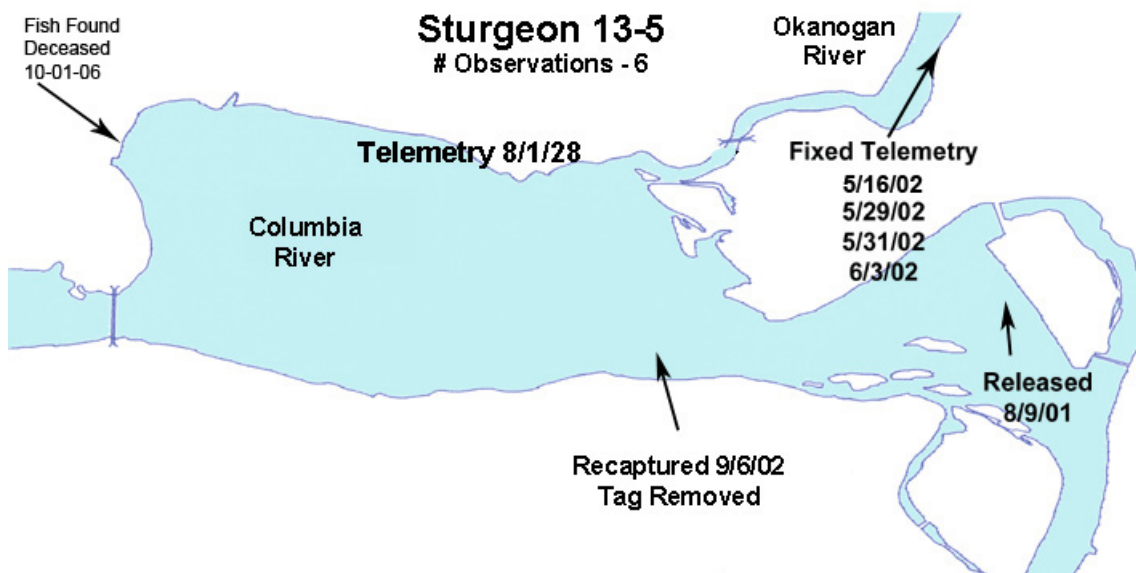 Fish Found
Deceased
10-01-06
Sturgeon 13-5
# Observations - 6
Okanogan
River
Telemetry 8/1/28
Fixed Telemetry
5/16/02
5/29/02
5/31/02
6/3/02
Columbia
River
Released
8/9/01
Recaptured 9/6/02
Tag Removed